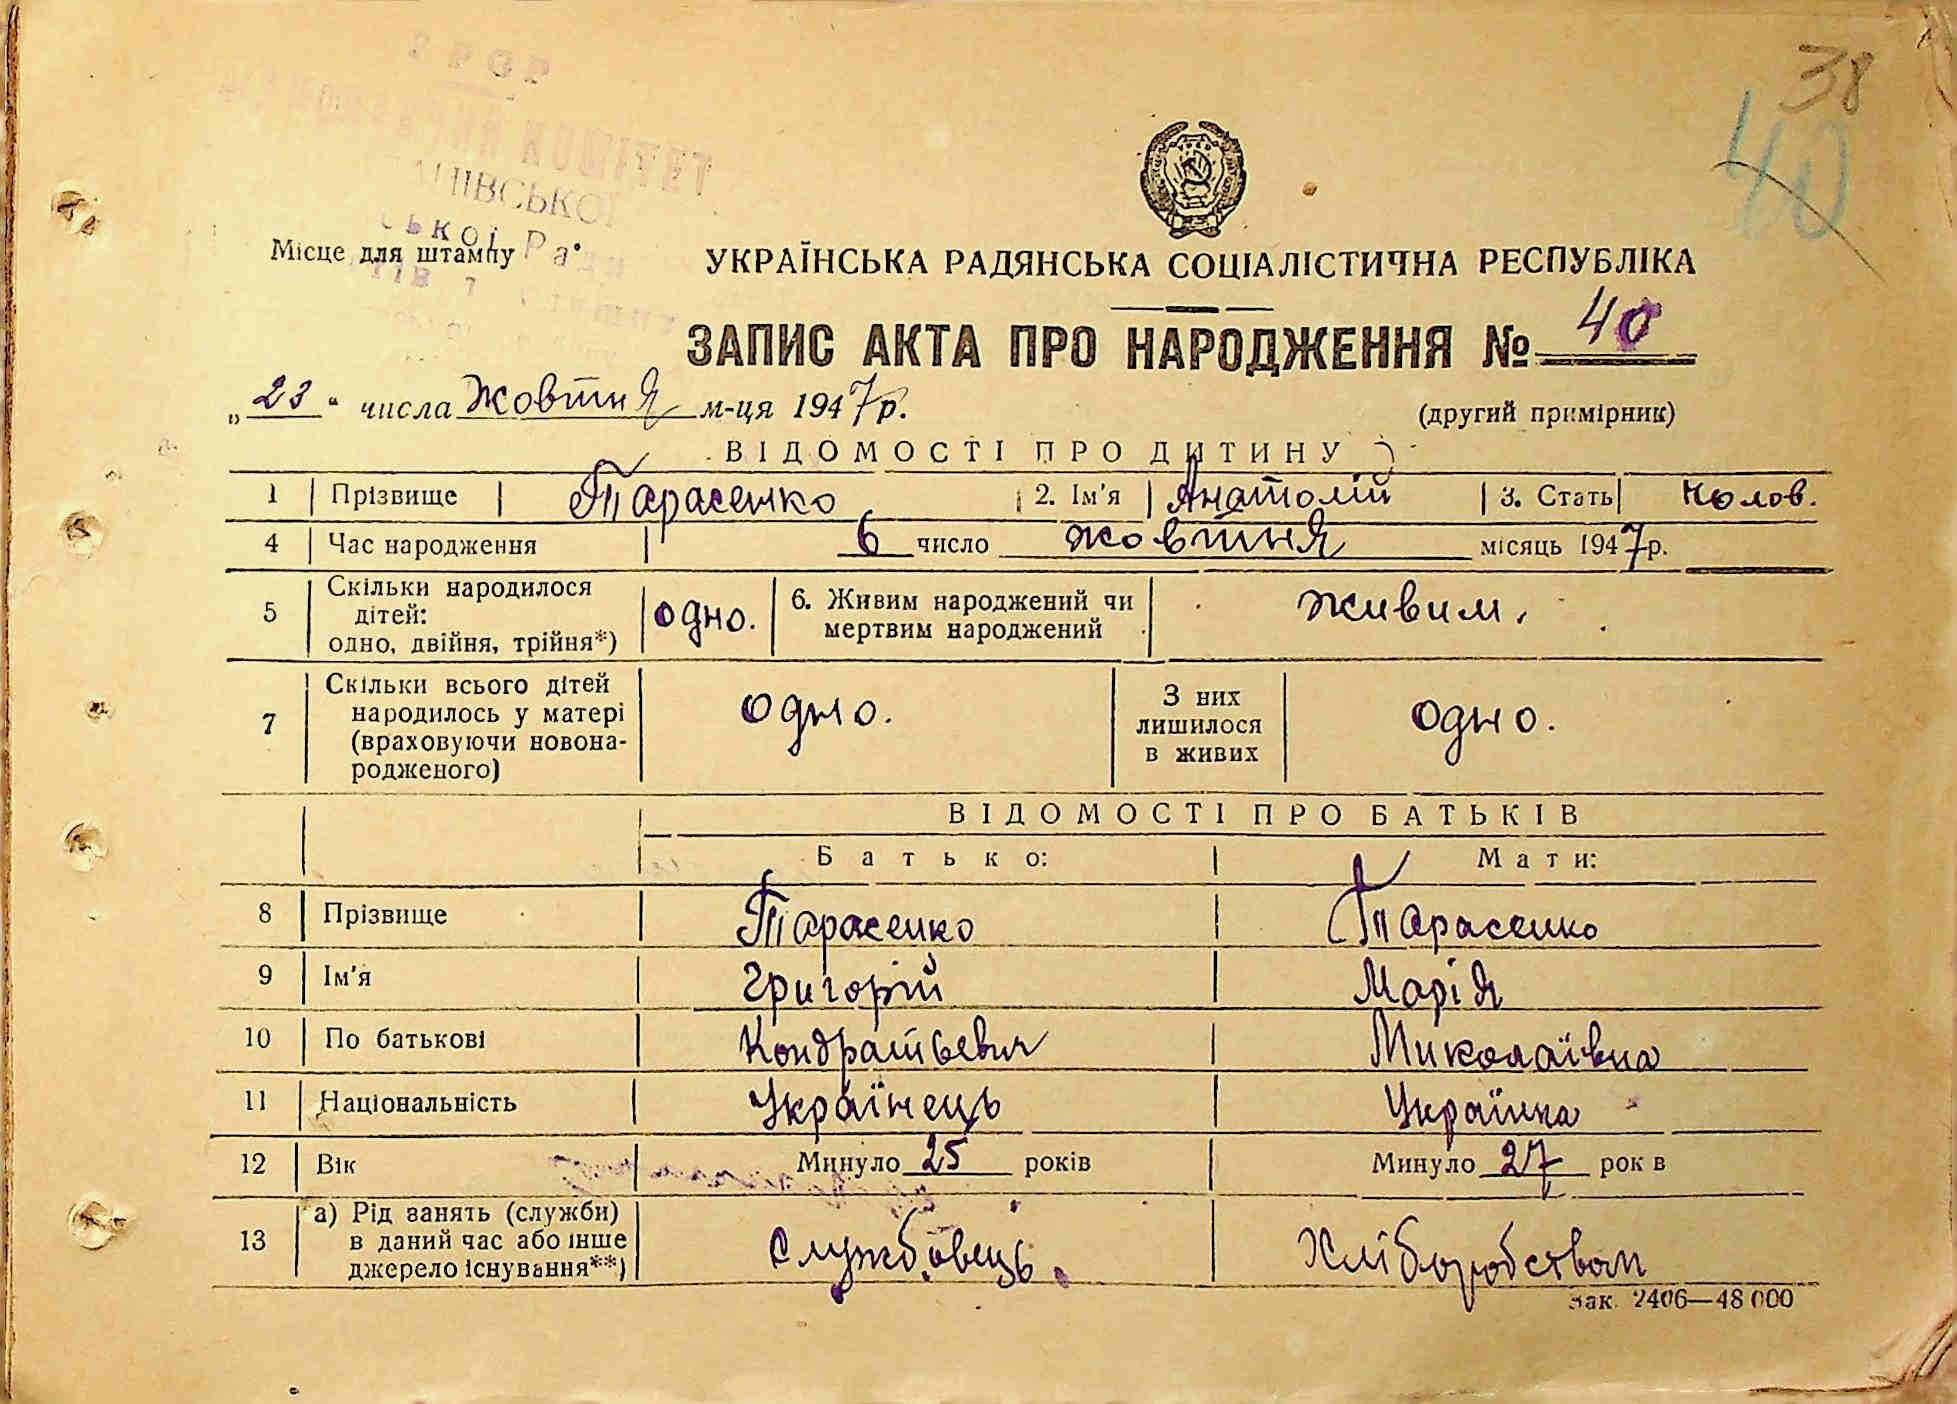 38
40
Місце для штампу
УКРАЇНСЬКА РАДЯНСЬКА СОЦІАЛІСТИЧНА РЕСПУБЛІКА
ЗАПИС АКТА ПРО НАРОДЖЕННЯ № 40
„23“ числа Жовтня м-ця 1947р.
(другий примірник)
ВІДОМОСТІ ПРО ДИТИНУ
1 Прізвище Тарасенко 2. Ім'я Анатолій 3. Стать Чолов.
4 Час народження 6 число жовтня місяць 1947р.
5 Скільки народилося
дітей:
одно, двійня, трійня*)
одно.
6. Живим народжений чи
мертвим народжений
живим.
7 Скільки всього дітей
народилось у матері
(враховуючи новона-
родженого)
одно.
З них
лишилося
в живих
одно.
ВІДОМОСТІ ПРО БАТЬКІВ
Батько: Мати:
8 Прізвище Тарасенко Тарасенко
9 Ім'я Григорій Марія
10 По батькові Кондратьевич Миколаївна
11 Національність Українець Українка
12 Вік Минуло 25 років Минуло 27 рок в
13 а) Рід занять (служби)
в даний час або інше
джерело існування**)
службовець. Хліборобством
Зак. 2406—48 000